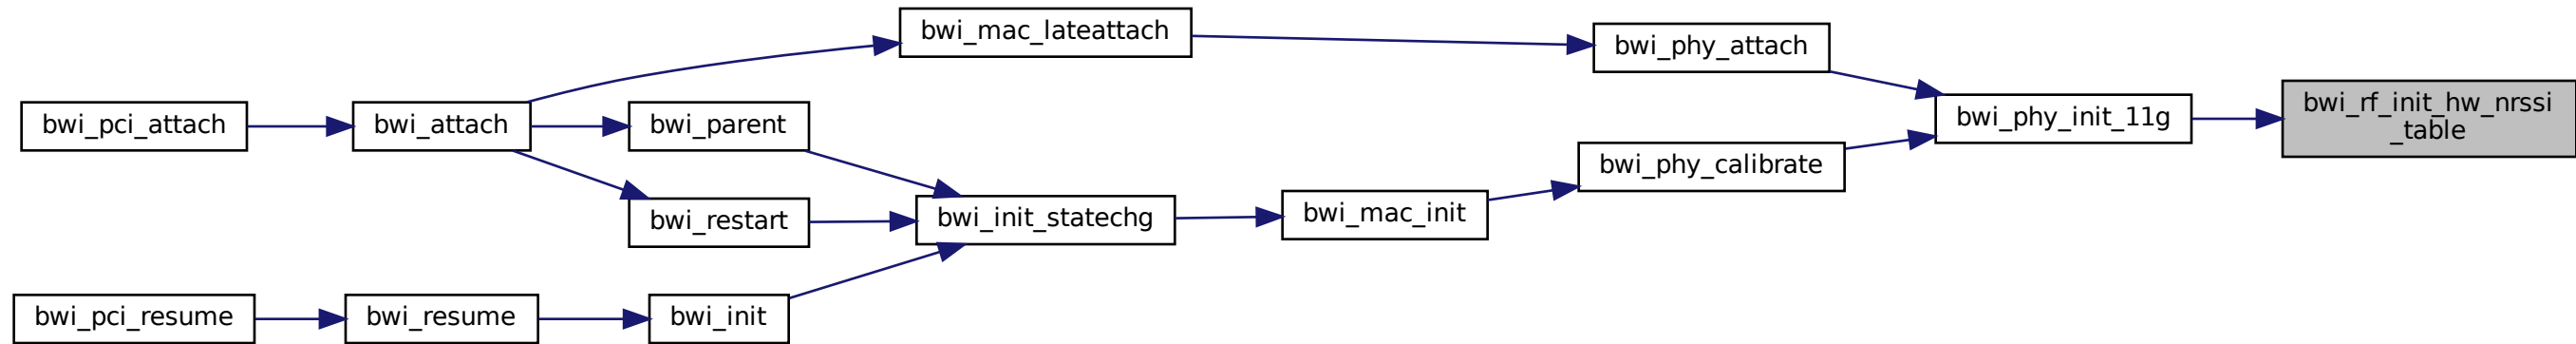 bwi_pci_attach
bwi_attach
bwi_mac_lateattach
bwi_parent
bwi_restart
bwi_pci_resume
bwi_resume
bwi_init
bwi_init_statechg
bwi_mac_init
bwi_phy_attach
bwi_phy_calibrate
bwi_phy_init_11g
bwi_rf_init_hw_nrssi
_table